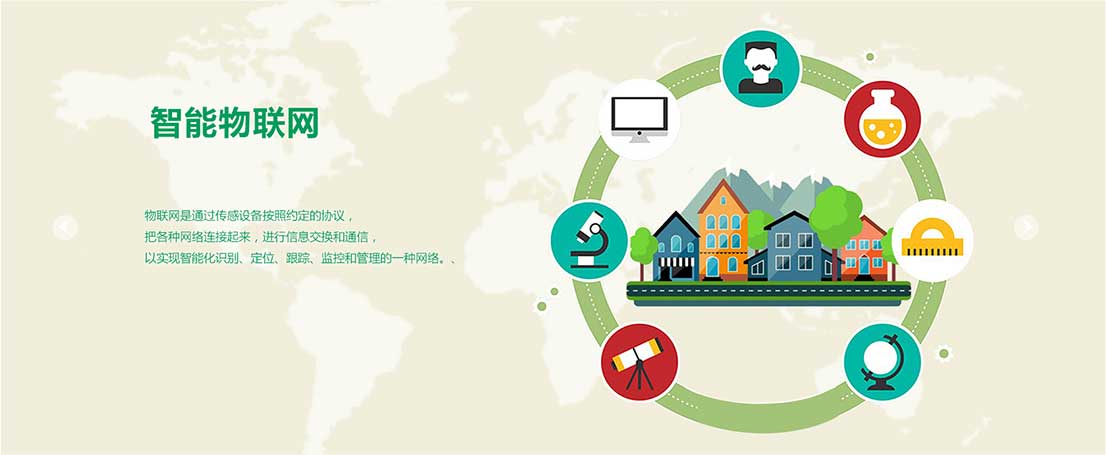 智能物联网
物联网是通过传感设备按照约定的协议，
把各种网络连接起来，进行信息交换和通信，
以实现智能化识别、定位、跟踪、监控和管理的一种网络。、